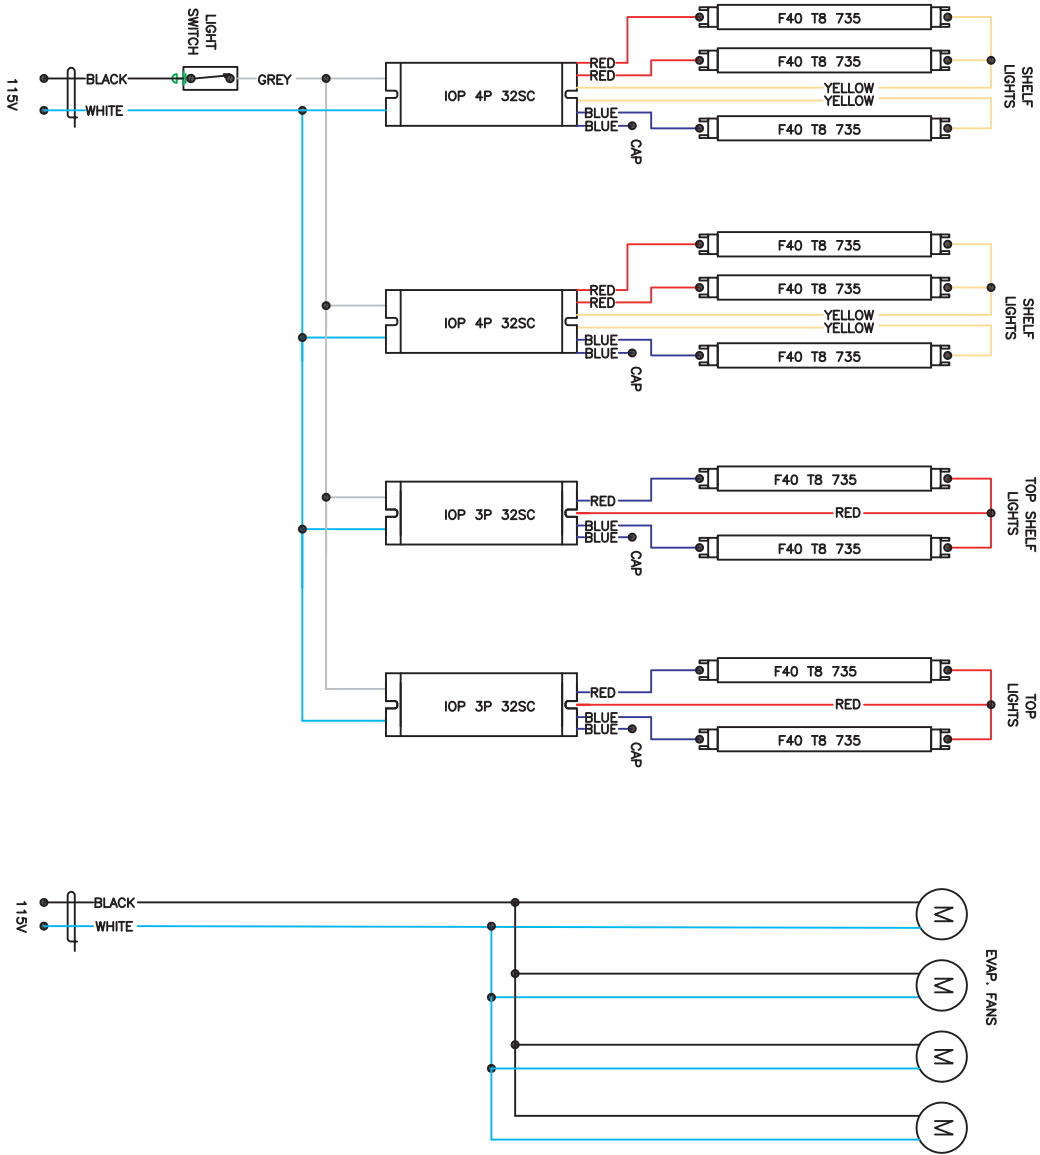 LIGHT
SWITCH
115V
BLACK
WHITE
GREY
IOP 4P 32SC
RED
RED
YELLOW
YELLOW
BLUE
BLUE
CAP
F40 T8 735
F40 T8 735
F40 T8 735
SHELF
LIGHTS
IOP 4P 32SC
RED
RED
YELLOW
YELLOW
BLUE
BLUE
CAP
F40 T8 735
F40 T8 735
F40 T8 735
SHELF
LIGHTS
IOP 3P 32SC
RED
RED
BLUE
BLUE
CAP
F40 T8 735
F40 T8 735
TOP SHELF
LIGHTS
IOP 3P 32SC
RED
RED
BLUE
BLUE
CAP
F40 T8 735
F40 T8 735
TOP
LIGHTS
115V
BLACK
WHITE
M
M
M
M
EVAP. FANS